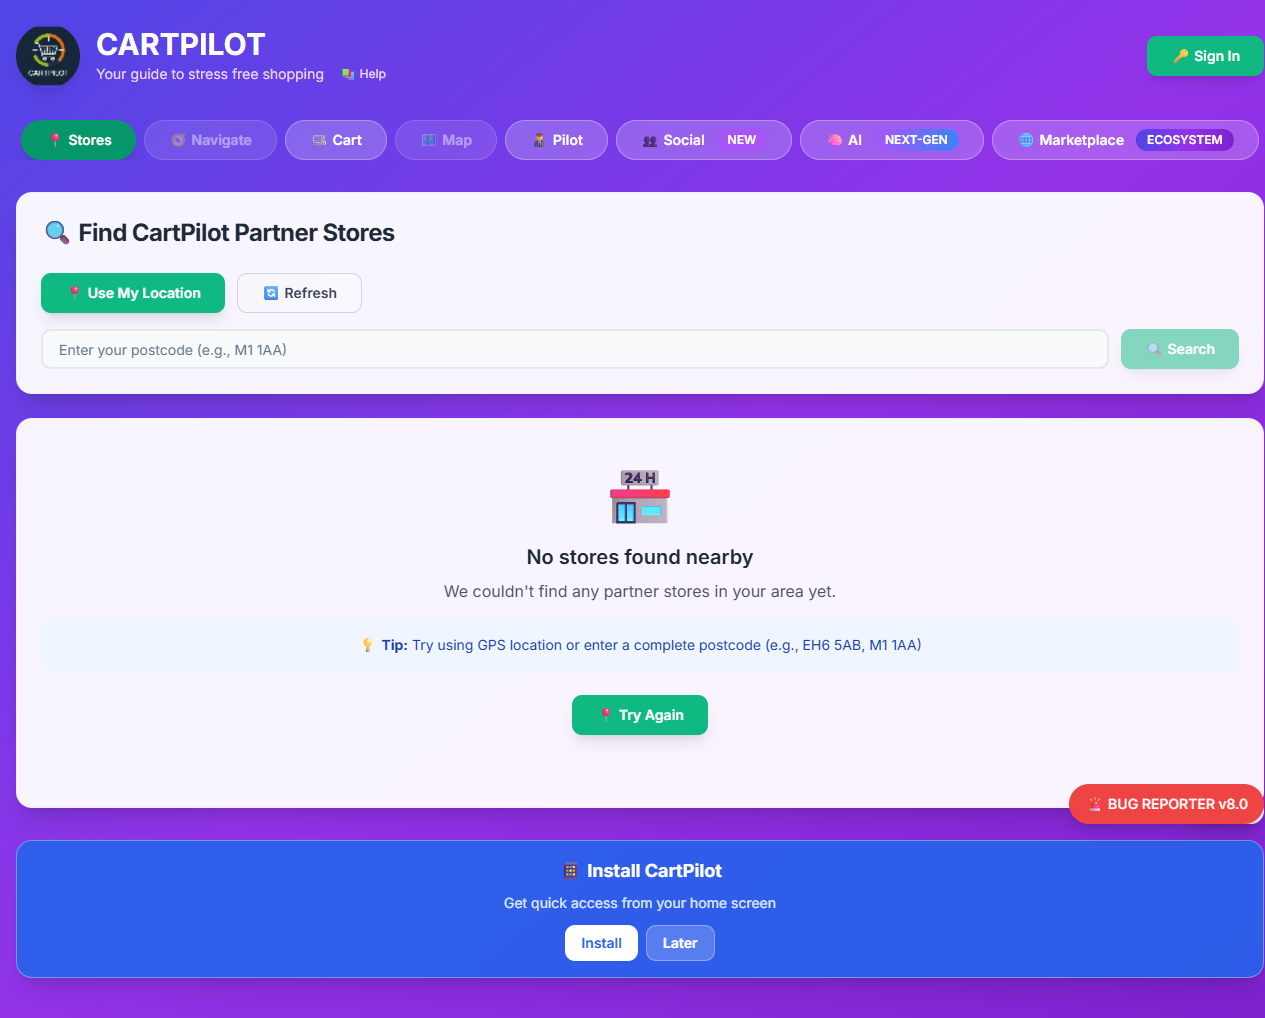 CARTPILOT
CARTPILOT
Your guide to stress free shopping
Help
Sign In
Stores
Navigate
Cart
Map
Pilot
Social NEW
AI NEXT-GEN
Marketplace ECOSYSTEM
Find CartPilot Partner Stores
Use My Location
Refresh
Enter your postcode (e.g., M1 1AA)
Search
24 H
No stores found nearby
We couldn't find any partner stores in your area yet.
Tip: Try using GPS location or enter a complete postcode (e.g., EH6 5AB, M1 1AA)
Try Again
BUG REPORTER v8.0
Install CartPilot
Get quick access from your home screen
Install
Later